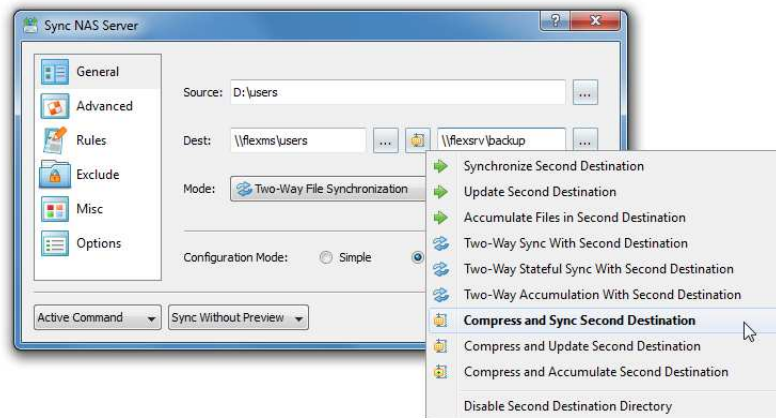 Sync NAS Server
?
X
General
Advanced
Rules
Exclude
Misc
Options
Source: D:\users ...
Dest: \\flexms\users ... \\flexsrv\backup ...
Mode: Two-Way File Synchronization
Configuration Mode: Simple
Active Command Sync Without Preview
Synchronize Second Destination
Update Second Destination
Accumulate Files in Second Destination
Two-Way Sync With Second Destination
Two-Way Stateful Sync With Second Destination
Two-Way Accumulation With Second Destination
Compress and Sync Second Destination
Compress and Update Second Destination
Compress and Accumulate Second Destination
Disable Second Destination Directory